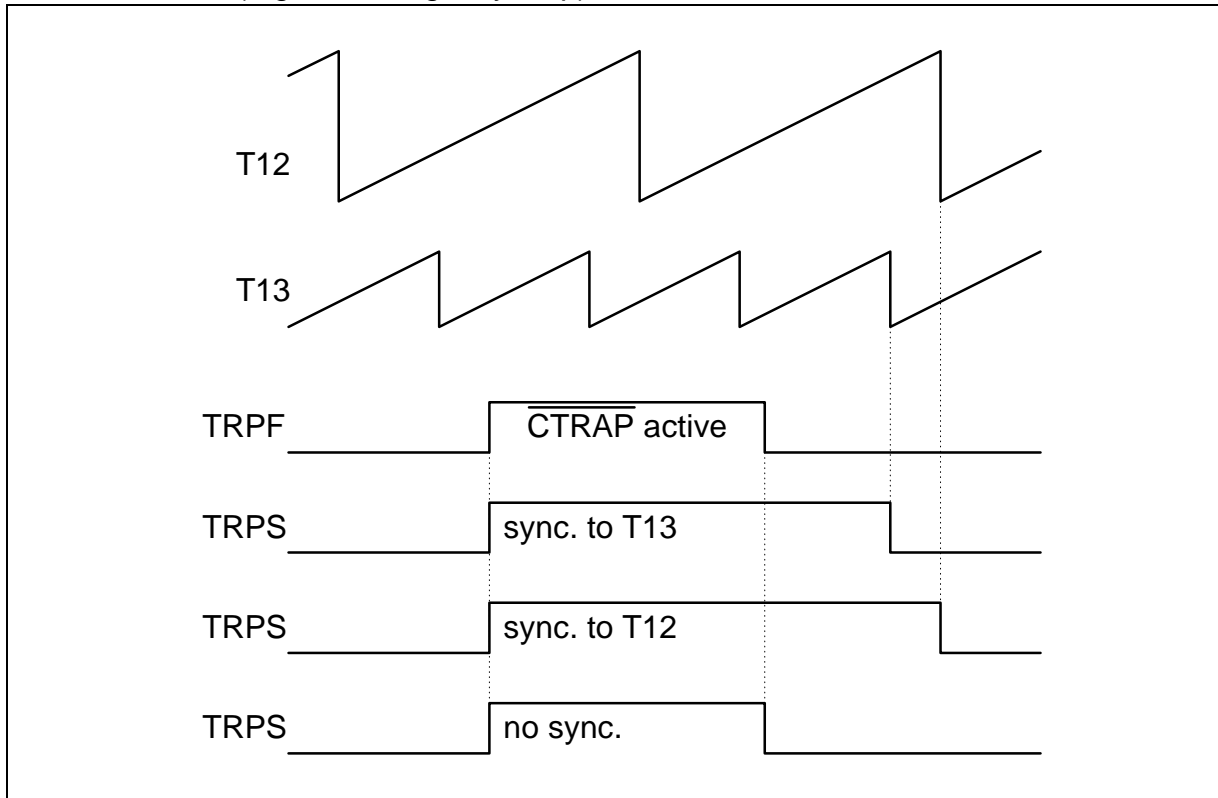 T12
T13
TRPF
CTRAP active
TRPS
sync. to T13
TRPS
sync. to T12
TRPS
no sync.